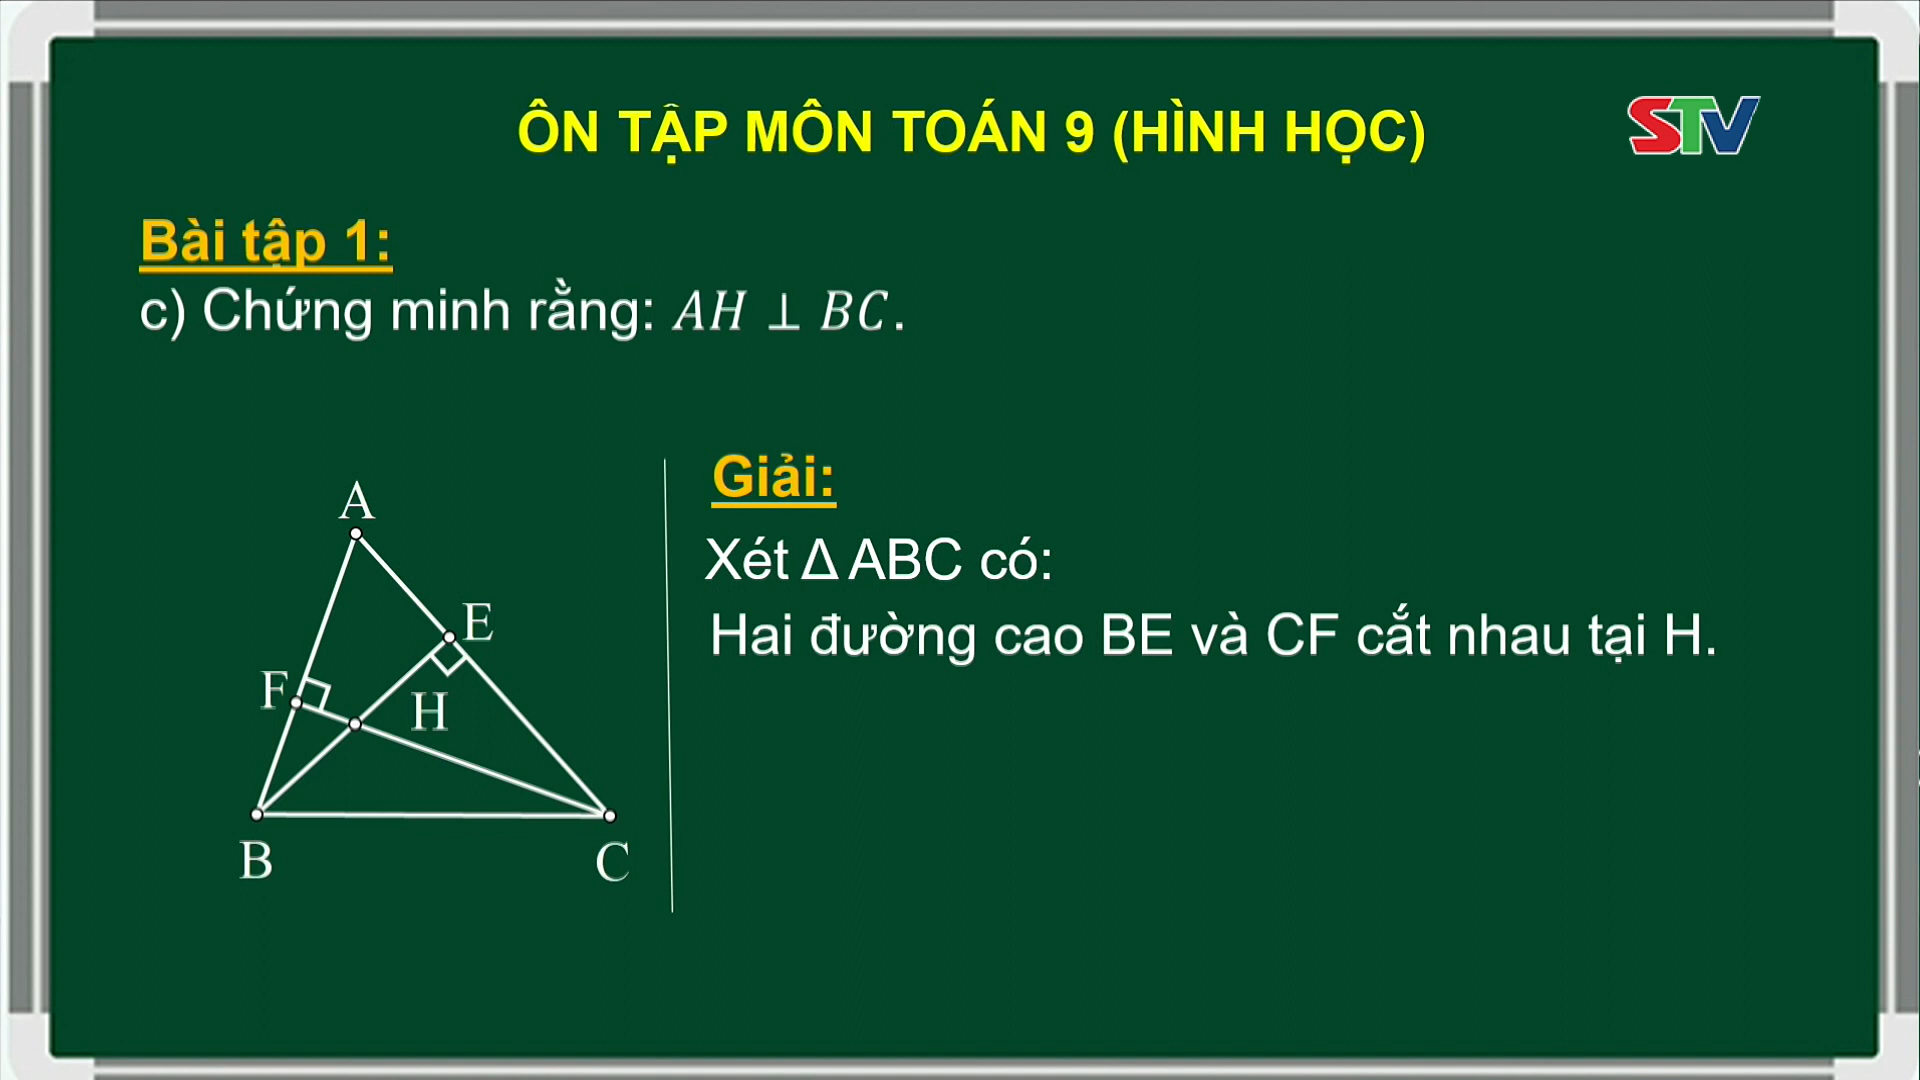 ÔN TẬP MÔN TOÁN 9 (HÌNH HỌC)
STV
Bài tập 1:
c) Chứng minh rằng: AH ⊥ BC.
Giải:
Xét Δ ABC có:
Hai đường cao BE và CF cắt nhau tại H.
A
E
F
H
B
C